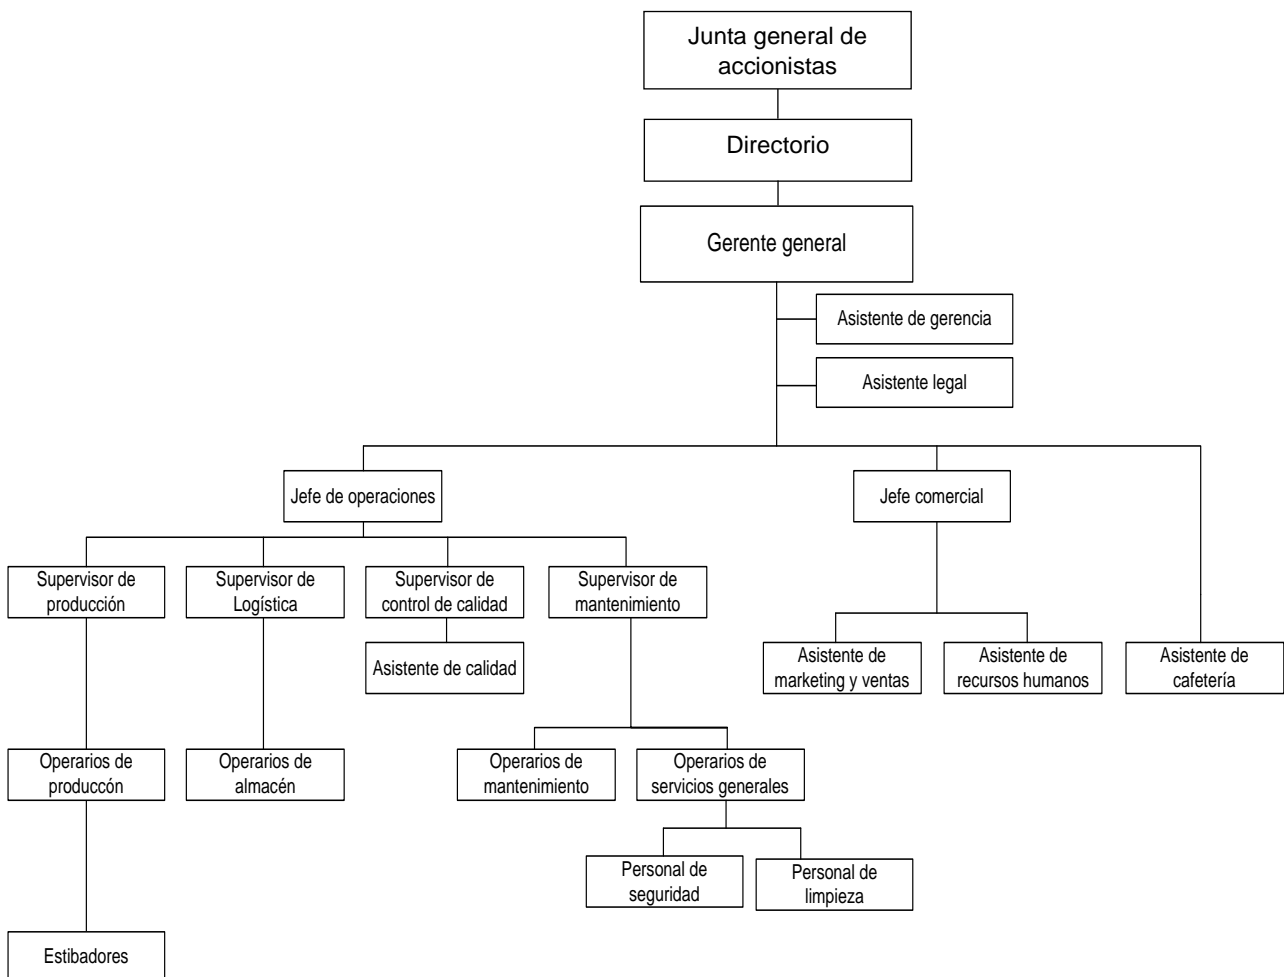 Junta general de
accionistas
Directorio
Gerente general
Asistente de gerencia
Asistente legal
Jefe de operaciones
Jefe comercial
Supervisor de
producción
Supervisor de
Logística
Supervisor de
control de calidad
Supervisor de
mantenimiento
Asistente de calidad
Asistente de
marketing y ventas
Asistente de
recursos humanos
Asistente de
cafetería
Operarios de
produccón
Operarios de
almacén
Operarios de
mantenimiento
Operarios de
servicios generales
Personal de
seguridad
Personal de
limpieza
Estibadores